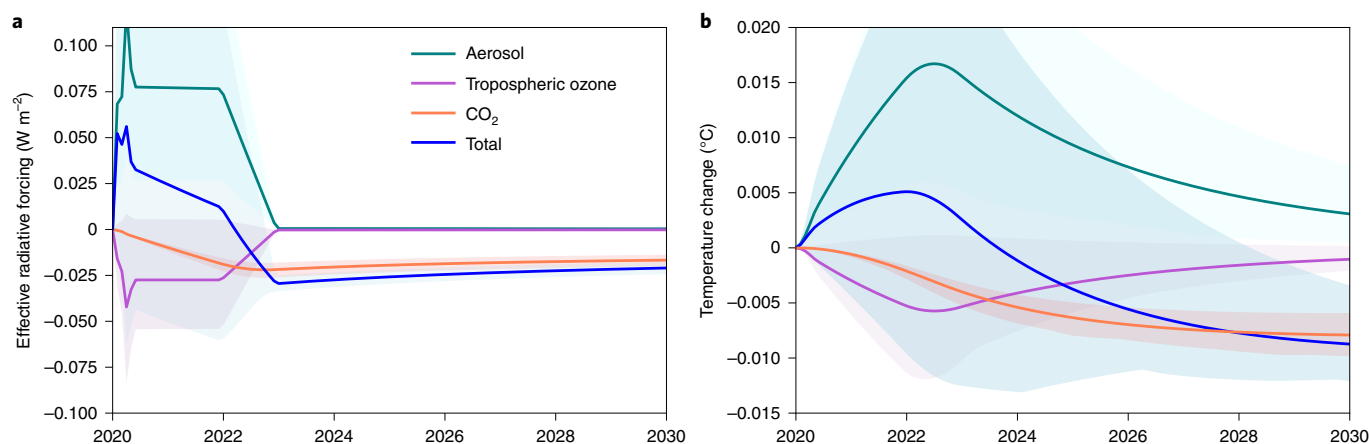 a
Effective radiative forcing (W m⁻²)
0.100
0.075
0.050
0.025
0
−0.025
−0.050
−0.075
−0.100
2020 2022 2024 2026 2028 2030
Aerosol
Tropospheric ozone
CO₂
Total
b
Temperature change (°C)
0.020
0.015
0.010
0.005
0
−0.005
−0.010
−0.015
2020 2022 2024 2026 2028 2030